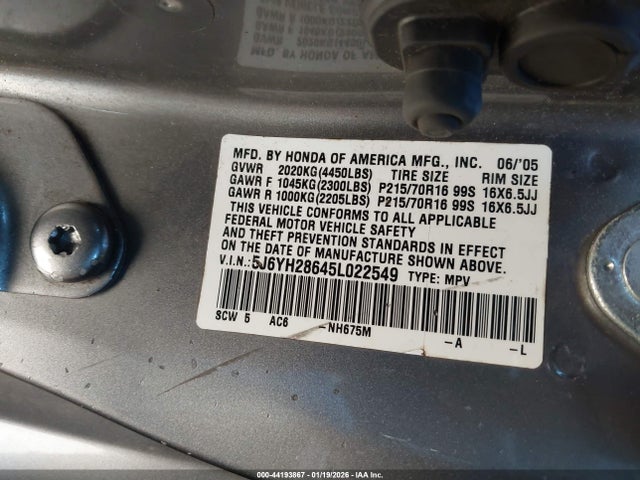 MFD. BY HONDA OF AMERICA MFG., INC. 06/'05
GVWR 2020KG(4450LBS) TIRE SIZE RIM SIZE
GAWR F 1045KG(2300LBS) P215/70R16 99S 16X6.5JJ
GAWR R 1000KG(2205LBS) P215/70R16 99S 16X6.5JJ
THIS VEHICLE CONFORMS TO ALL APPLICABLE
FEDERAL MOTOR VEHICLE SAFETY
AND THEFT PREVENTION STANDARDS IN EFFECT
ON THE DATE OF MANUFACTURE SHOWN ABOVE.
V.I.N.: 5J6YH28645L022549 TYPE: MPV
SCW 5 AC6 -NH675M -A -L
000-44193867 - 01/19/2026 - IAA Inc.